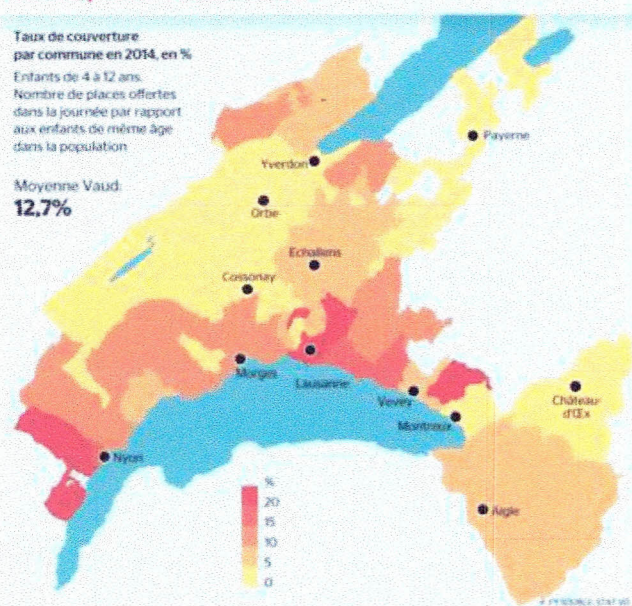 Taux de couverture
par commune en 2014, en %
Enfants de 4 à 12 ans.
Nombre de places offertes
dans la journée par rapport
aux enfants de même âge
dans la population
Moyenne Vaud:
12,7%
Payerne
Yverdon
Orbe
Echallens
Cossonay
Morges
Lausanne
Vevey
Montreux
Château-
d'Œx
Nyon
Aigle
%
20
15
10
5
0